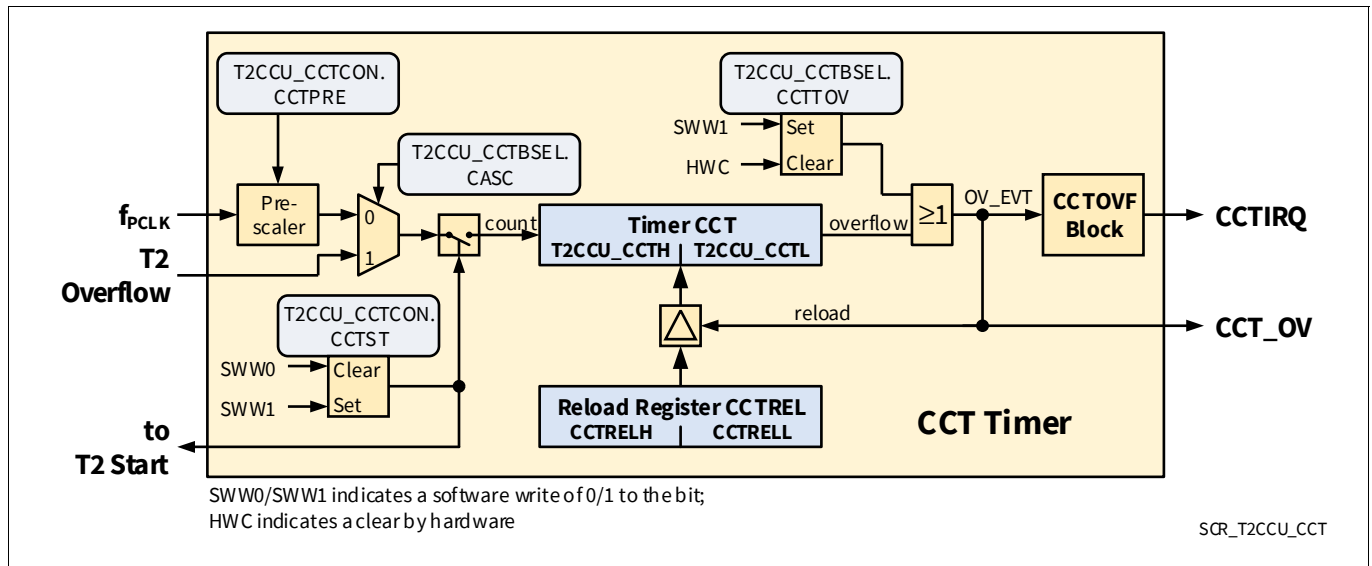 T2CCU_CCTCON.
CCTPRE
T2CCU_CCTBSEL.
CCTTOV
SWW1
Set
HWC
Clear
T2CCU_CCTBSEL.
CASC
fPCLK
Pre-
scaler
0
1
T2
Overflow
count
Timer CCT
T2CCU_CCTH
T2CCU_CCTL
overflow
≥1
OV_EVT
CCTOVF
Block
CCTIRQ
T2CCU_CCTCON.
CCTST
SWW0
Clear
SWW1
Set
reload
CCT_OV
Reload Register CCTREL
CCTRELH
CCTRELL
CCT Timer
to
T2 Start
SWW0/SWW1 indicates a software write of 0/1 to the bit;
HWC indicates a clear by hardware
SCR_T2CCU_CCT